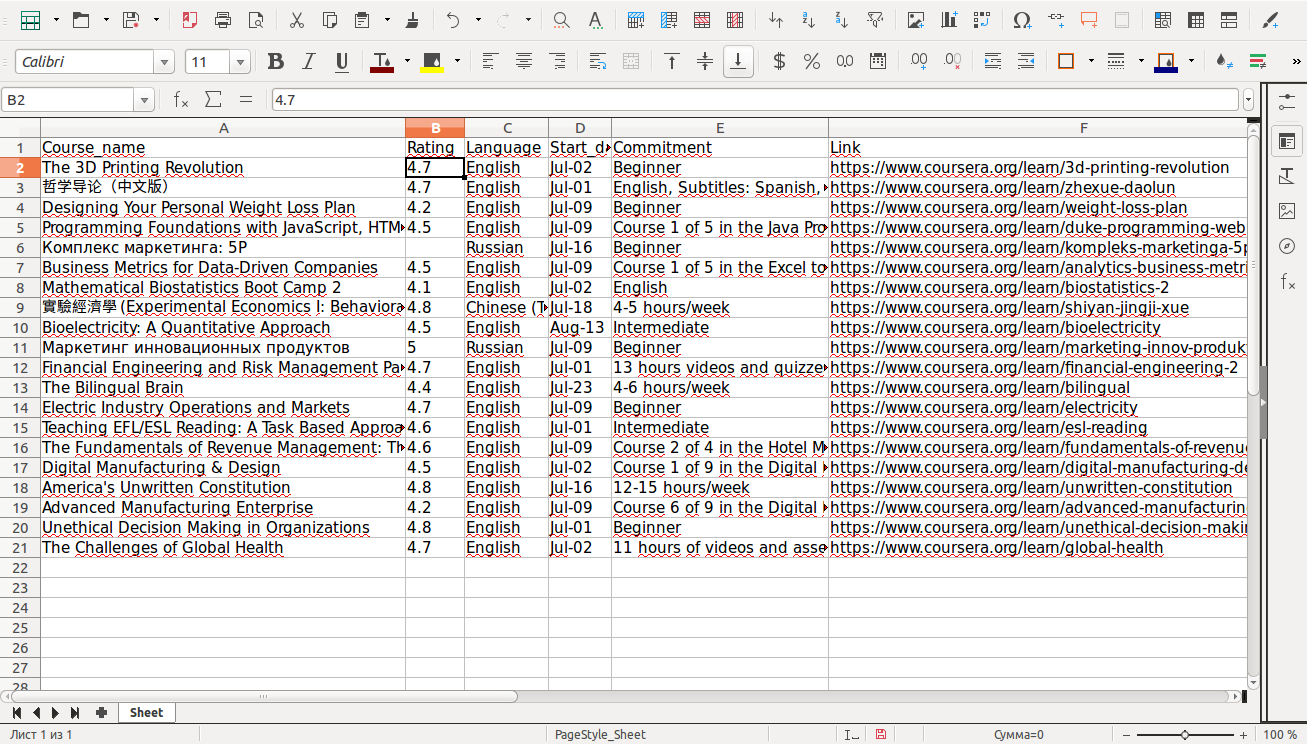 Calibri 11
B2 4.7
A B C D E F
1 Course_name Rating Language Start_d Commitment Link
2 The 3D Printing Revolution 4.7 English Jul-02 Beginner https://www.coursera.org/learn/3d-printing-revolution
3 哲学导论（中文版） 4.7 English Jul-01 English, Subtitles: Spanish, https://www.coursera.org/learn/zhexue-daolun
4 Designing Your Personal Weight Loss Plan 4.2 English Jul-09 Beginner https://www.coursera.org/learn/weight-loss-plan
5 Programming Foundations with JavaScript, HTM 4.5 English Jul-09 Course 1 of 5 in the Java Pro https://www.coursera.org/learn/duke-programming-web
6 Комплекс маркетинга: 5P Russian Jul-16 Beginner https://www.coursera.org/learn/kompleks-marketinga-5p
7 Business Metrics for Data-Driven Companies 4.5 English Jul-09 Course 1 of 5 in the Excel to https://www.coursera.org/learn/analytics-business-metri
8 Mathematical Biostatistics Boot Camp 2 4.1 English Jul-02 English https://www.coursera.org/learn/biostatistics-2
9 實驗經濟學 (Experimental Economics I: Behaviora 4.8 Chinese (T Jul-18 4-5 hours/week https://www.coursera.org/learn/shiyan-jingji-xue
10 Bioelectricity: A Quantitative Approach 4.5 English Aug-13 Intermediate https://www.coursera.org/learn/bioelectricity
11 Маркетинг инновационных продуктов 5 Russian Jul-09 Beginner https://www.coursera.org/learn/marketing-innov-produkt
12 Financial Engineering and Risk Management Pa 4.7 English Jul-01 13 hours videos and quizze https://www.coursera.org/learn/financial-engineering-2
13 The Bilingual Brain 4.4 English Jul-23 4-6 hours/week https://www.coursera.org/learn/bilingual
14 Electric Industry Operations and Markets 4.7 English Jul-09 Beginner https://www.coursera.org/learn/electricity
15 Teaching EFL/ESL Reading: A Task Based Approa 4.6 English Jul-01 Intermediate https://www.coursera.org/learn/esl-reading
16 The Fundamentals of Revenue Management: Th 4.6 English Jul-09 Course 2 of 4 in the Hotel M https://www.coursera.org/learn/fundamentals-of-revenue
17 Digital Manufacturing & Design 4.5 English Jul-02 Course 1 of 9 in the Digital https://www.coursera.org/learn/digital-manufacturing-de
18 America's Unwritten Constitution 4.8 English Jul-16 12-15 hours/week https://www.coursera.org/learn/unwritten-constitution
19 Advanced Manufacturing Enterprise 4.2 English Jul-09 Course 6 of 9 in the Digital https://www.coursera.org/learn/advanced-manufacturin
20 Unethical Decision Making in Organizations 4.8 English Jul-01 Beginner https://www.coursera.org/learn/unethical-decision-makin
21 The Challenges of Global Health 4.7 English Jul-02 11 hours of videos and asse https://www.coursera.org/learn/global-health
22
23
24
25
26
27
28
Sheet
Лист 1 из 1 PageStyle_Sheet Сумма=0 100 %